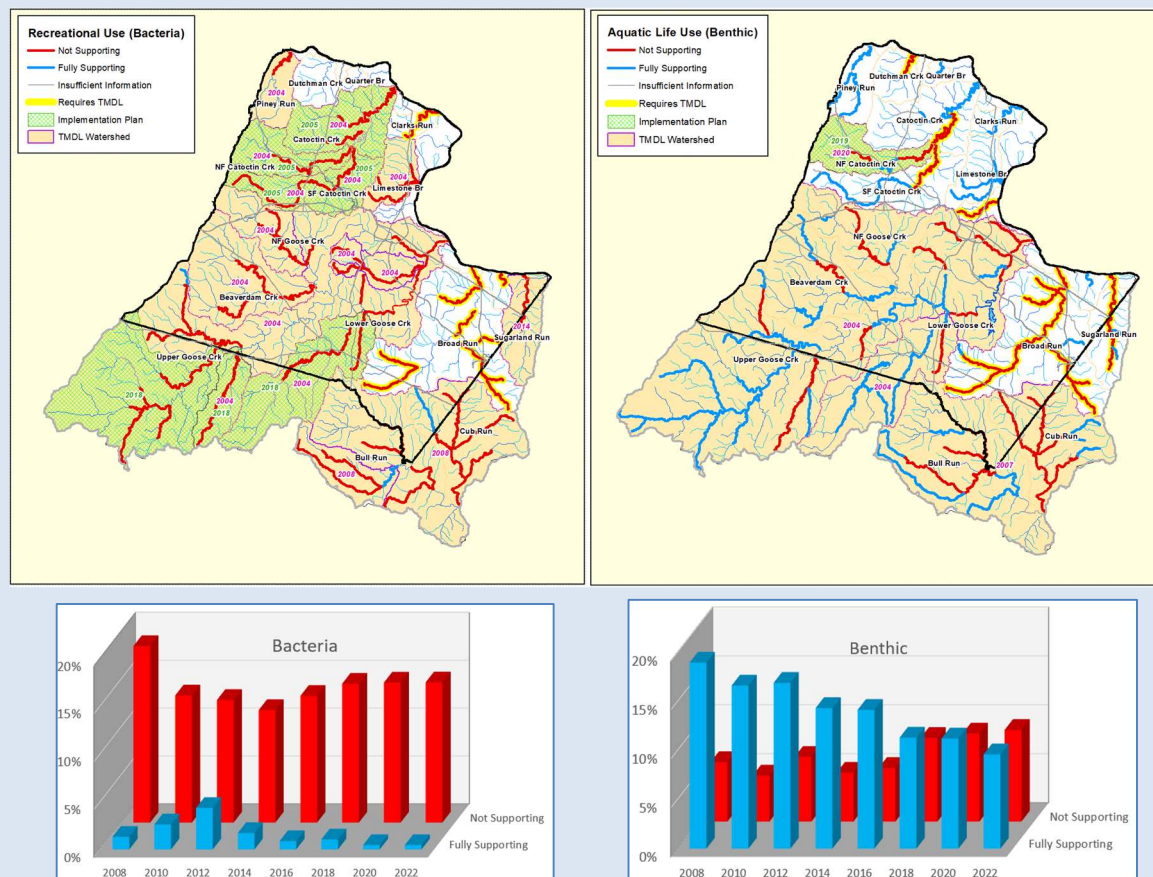 Recreational Use (Bacteria)
Not Supporting
Fully Supporting
Insufficient Information
Requires TMDL
Implementation Plan
TMDL Watershed
Dutchman Crk
Quarter Br
2004
Piney Run
2005
2004
Catoctin Crk
Clarks Run
2004
NF Catoctin Crk
2005
2005
2004
2004
2005
2004
SF Catoctin Crk
Limestone Br
2004
NF Goose Crk
2004
2004
2004
Beaverdam Crk
2004
Lower Goose Crk
2014
Sugarland Run
Broad Run
Upper Goose Crk
2018
2004
2018
2004
2018
Cub Run
Bull Run
2008
2008
Aquatic Life Use (Benthic)
Not Supporting
Fully Supporting
Insufficient Information
Requires TMDL
Implementation Plan
TMDL Watershed
Dutchman Crk
Quarter Br
Piney Run
Catoctin Crk
Clarks Run
2019
2020
NF Catoctin Crk
Limestone Br
SF Catoctin Crk
NF Goose Crk
Beaverdam Crk
2004
Lower Goose Crk
Sugarland Run
Broad Run
Upper Goose Crk
2004
Cub Run
Bull Run
2007
Bacteria
20%
15%
10%
5%
0%
Not Supporting
Fully Supporting
2008 2010 2012 2014 2016 2018 2020 2022
Benthic
20%
15%
10%
5%
0%
Not Supporting
Fully Supporting
2008 2010 2012 2014 2016 2018 2020 2022